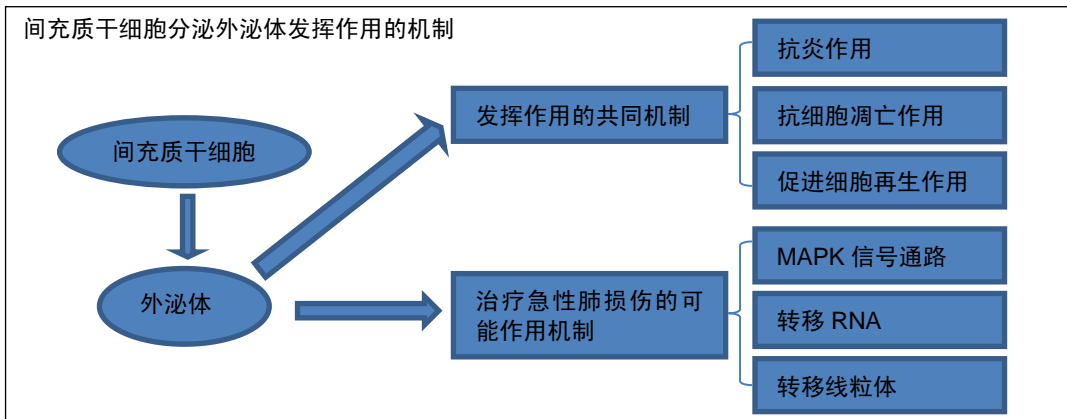 间充质干细胞分泌外泌体发挥作用的机制
间充质干细胞
外泌体
发挥作用的共同机制
抗炎作用
抗细胞凋亡作用
促进细胞再生作用
治疗急性肺损伤的可
能作用机制
MAPK 信号通路
转移 RNA
转移线粒体